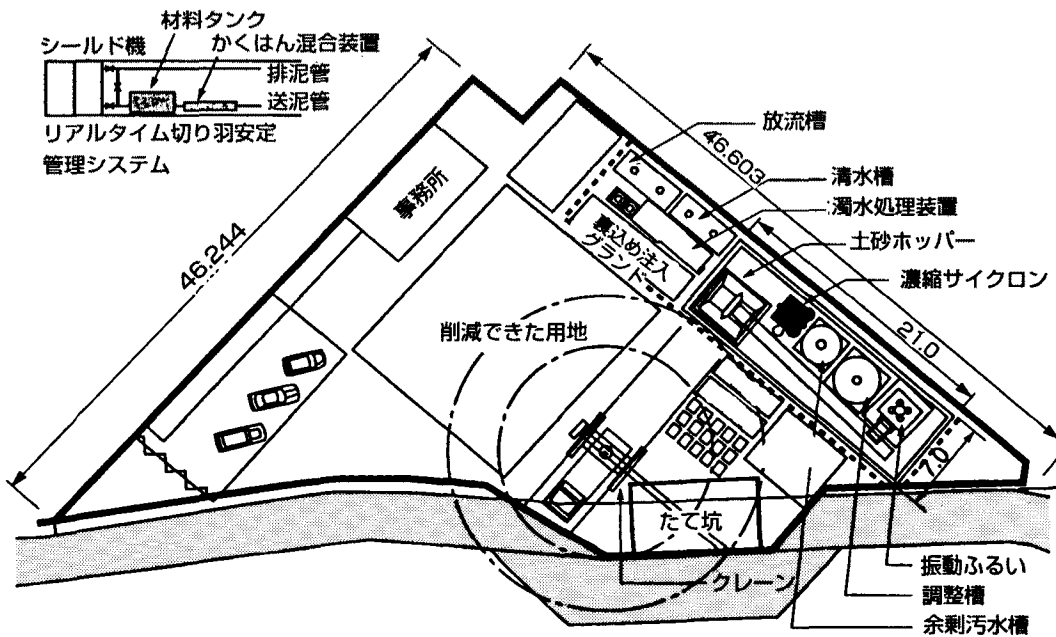 材料タンク
シールド機
かくはん混合装置
排泥管
送泥管
リアルタイム切り羽安定
管理システム
46.244
46.603
放流槽
清水槽
濁水処理装置
土砂ホッパー
濃縮サイクロン
21.0
7.0
事務所
裏込め注入
グランド
削減できた用地
たて坑
クレーン
振動ふるい
調整槽
余剰汚水槽